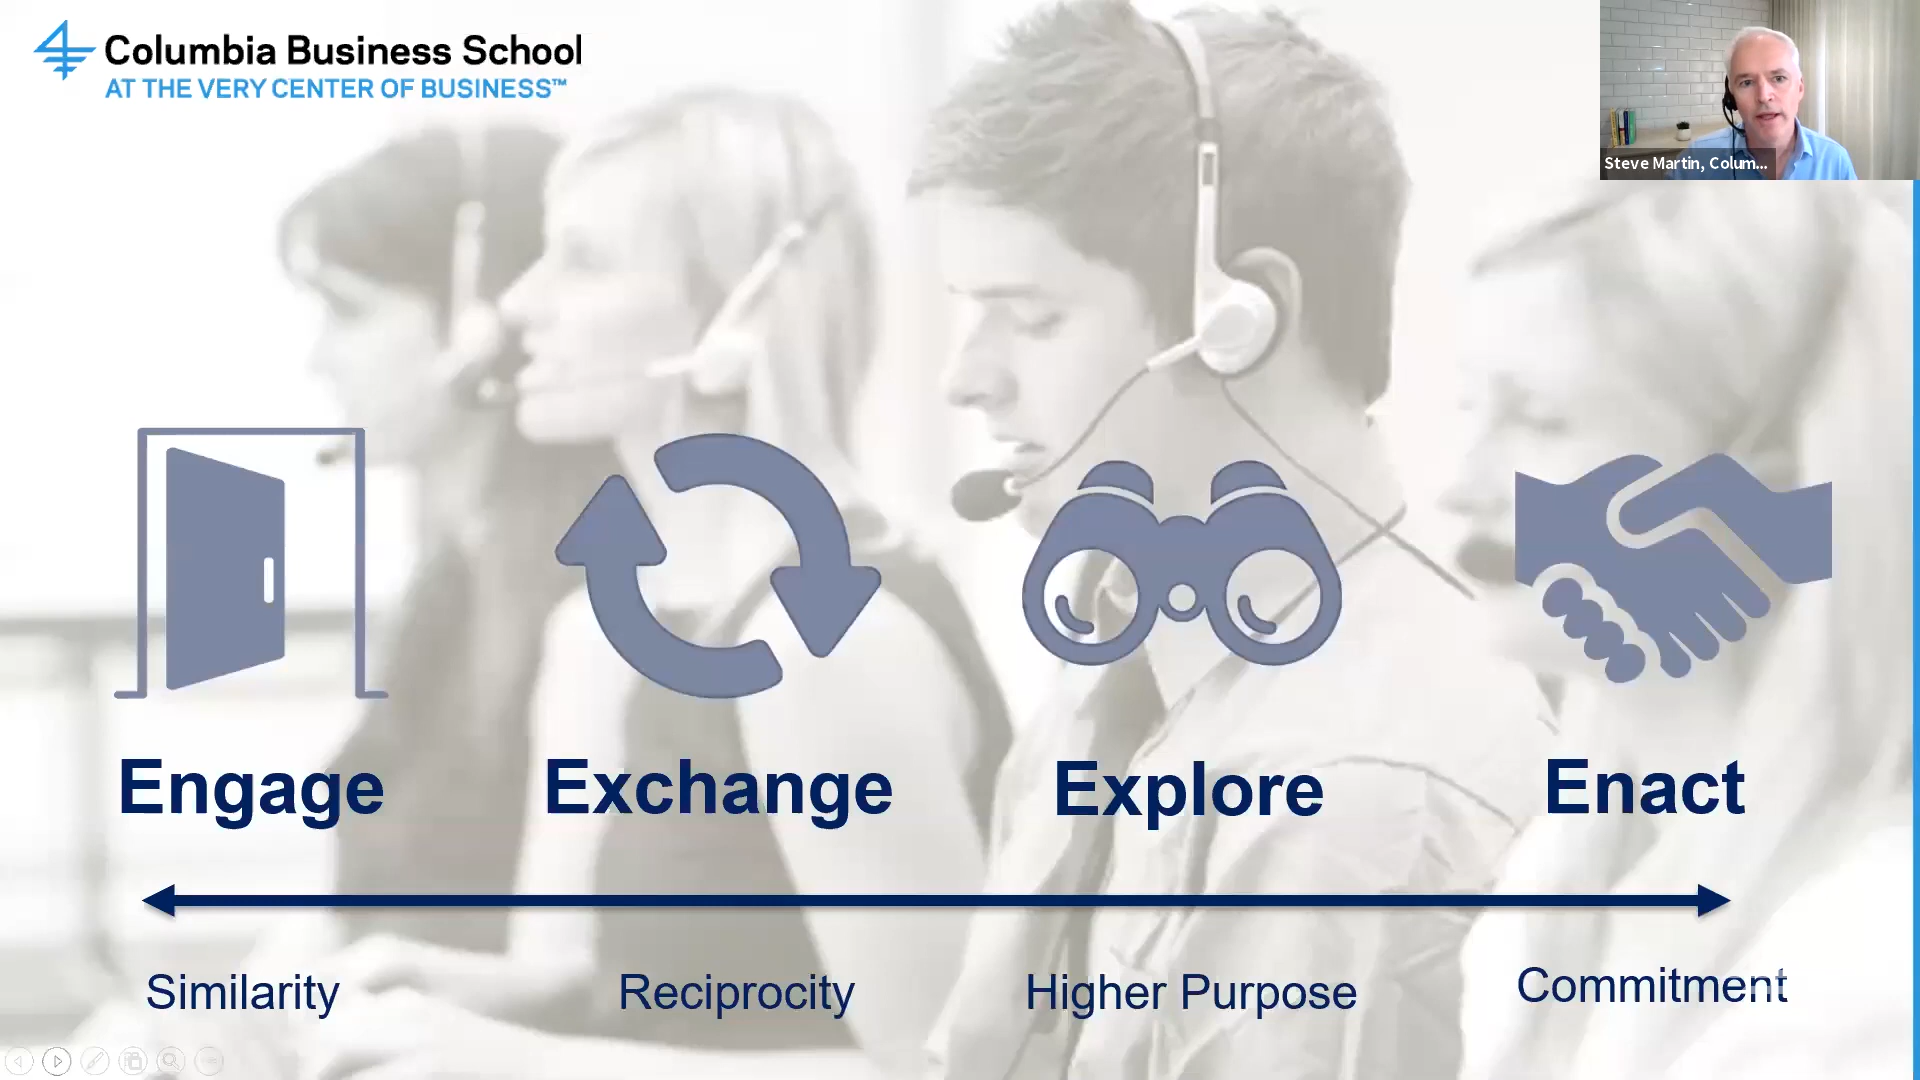 Columbia Business School
AT THE VERY CENTER OF BUSINESS™
Steve Martin, Colum...
Engage
Exchange
Explore
Enact
Similarity
Reciprocity
Higher Purpose
Commitment